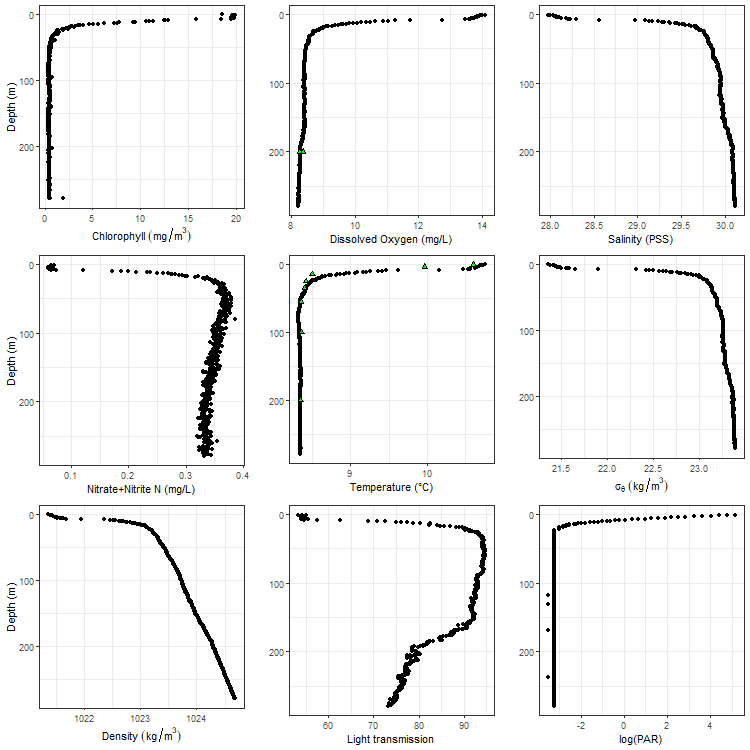 0
100
200
Depth (m)
0 5 10 15 20
Chlorophyll (mg/m³)
0
100
200
8 10 12 14
Dissolved Oxygen (mg/L)
0
100
200
28.0 28.5 29.0 29.5 30.0
Salinity (PSS)
0
100
200
Depth (m)
0.1 0.2 0.3 0.4
Nitrate+Nitrite N (mg/L)
0
100
200
9 10
Temperature (°C)
0
100
200
21.5 22.0 22.5 23.0
σθ (kg/m³)
0
100
200
Depth (m)
1022 1023 1024
Density (kg/m³)
0
100
200
60 70 80 90
Light transmission
0
100
200
-2 0 2 4
log(PAR)